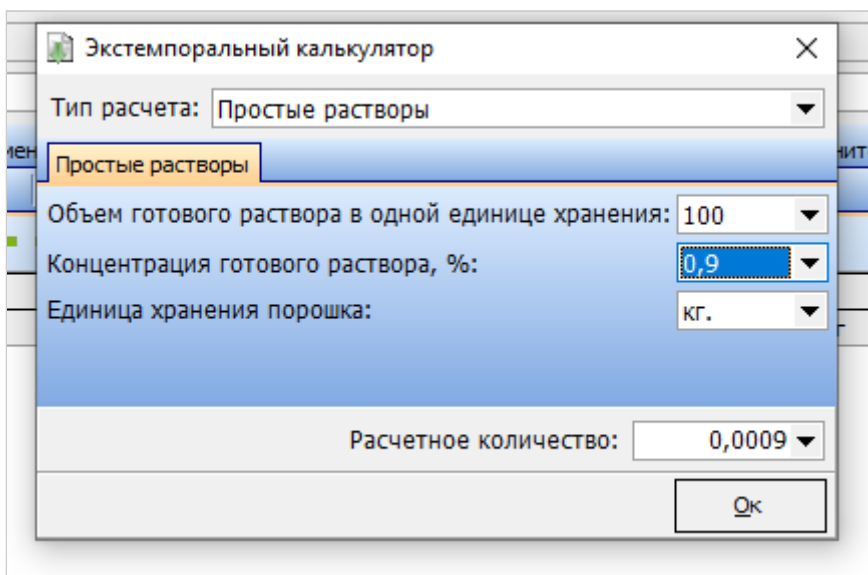 Экстемпоральный калькулятор
Тип расчета: Простые растворы
Простые растворы
Объем готового раствора в одной единице хранения: 100
Концентрация готового раствора, %: 0,9
Единица хранения порошка: кг.
Расчетное количество: 0,0009
Ок